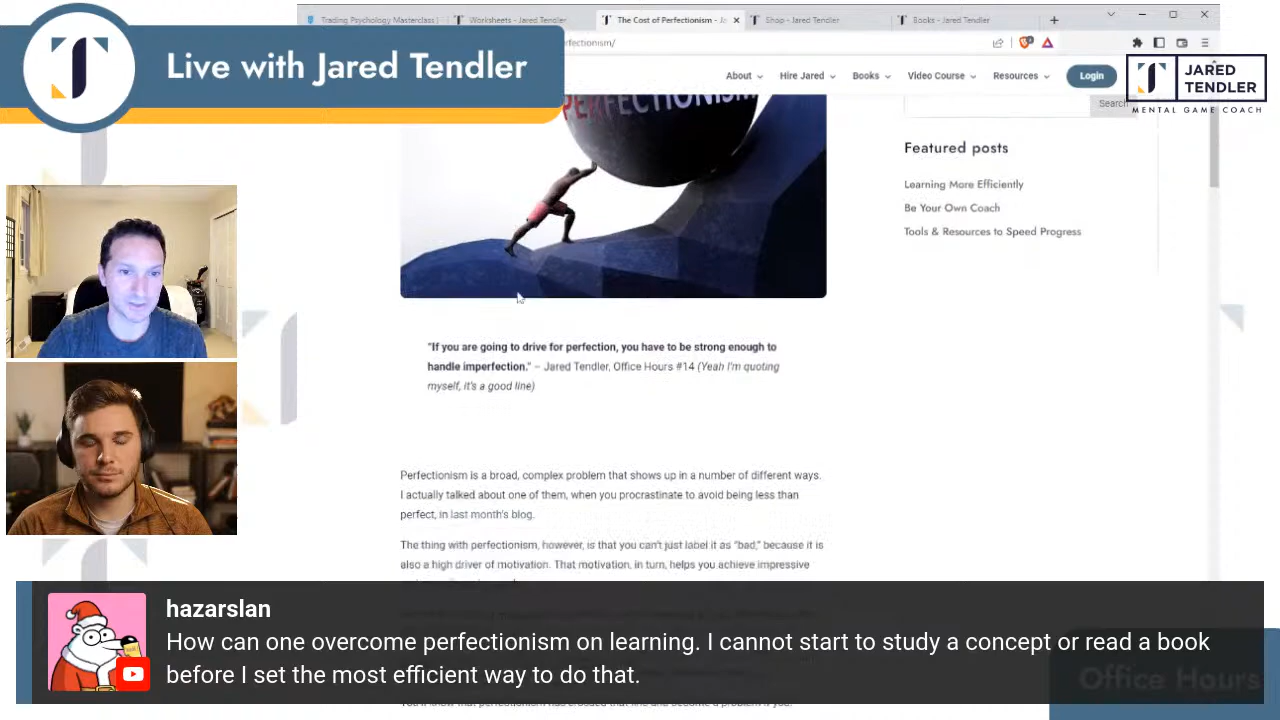 Trading Psychology Masterclass
Worksheets - Jared Tendler
The Cost of Perfectionism - Ja
Shop - Jared Tendler
Books - Jared Tendler
Live with Jared Tendler
rfectionism/
About
Hire Jared
Books
Video Course
Resources
Login
JARED
TENDLER
MENTAL GAME COACH
Search
PERFECTIONISM
Featured posts
Learning More Efficiently
Be Your Own Coach
Tools & Resources to Speed Progress
"If you are going to drive for perfection, you have to be strong enough to
handle imperfection." – Jared Tendler, Office Hours #14 (Yeah I'm quoting
myself, it's a good line)
Perfectionism is a broad, complex problem that shows up in a number of different ways.
I actually talked about one of them, when you procrastinate to avoid being less than
perfect, in last month's blog.
The thing with perfectionism, however, is that you can't just label it as "bad," because it is
also a high driver of motivation. That motivation, in turn, helps you achieve impressive
hazarslan
How can one overcome perfectionism on learning. I cannot start to study a concept or read a book
before I set the most efficient way to do that.
Office Hours